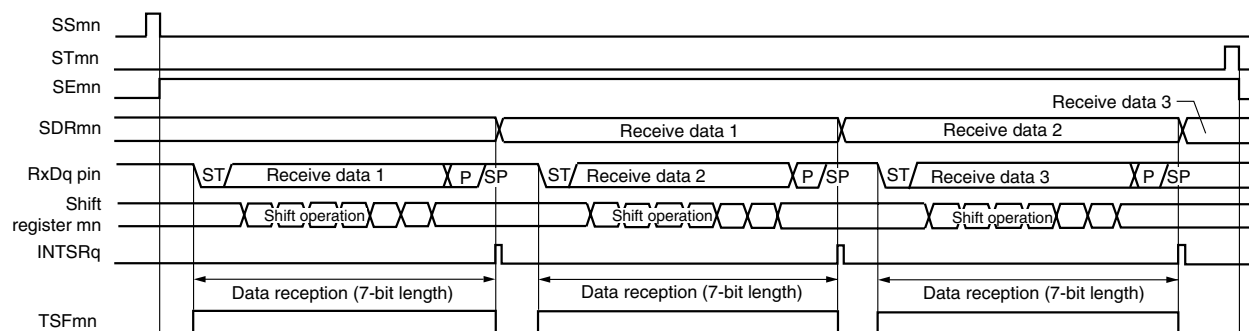 SSmn
STmn
SEmn
Receive data 3
SDRmn
Receive data 1
Receive data 2
RxDq pin
ST
Receive data 1
P
SP
ST
Receive data 2
P
SP
ST
Receive data 3
P
SP
Shift
register mn
Shift operation
Shift operation
Shift operation
INTSRq
Data reception (7-bit length)
Data reception (7-bit length)
Data reception (7-bit length)
TSFmn